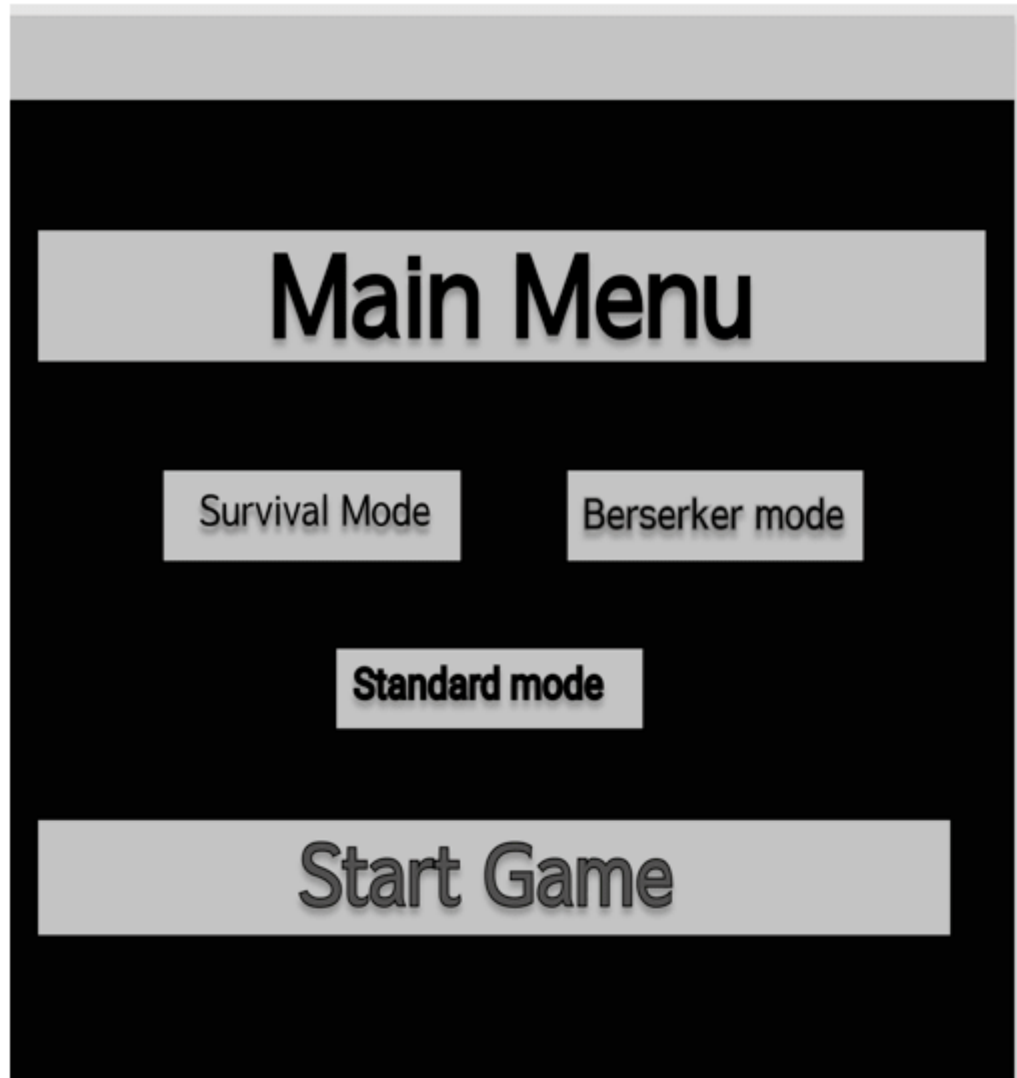 Main Menu
Survival Mode
Berserker mode
Standard mode
Start Game